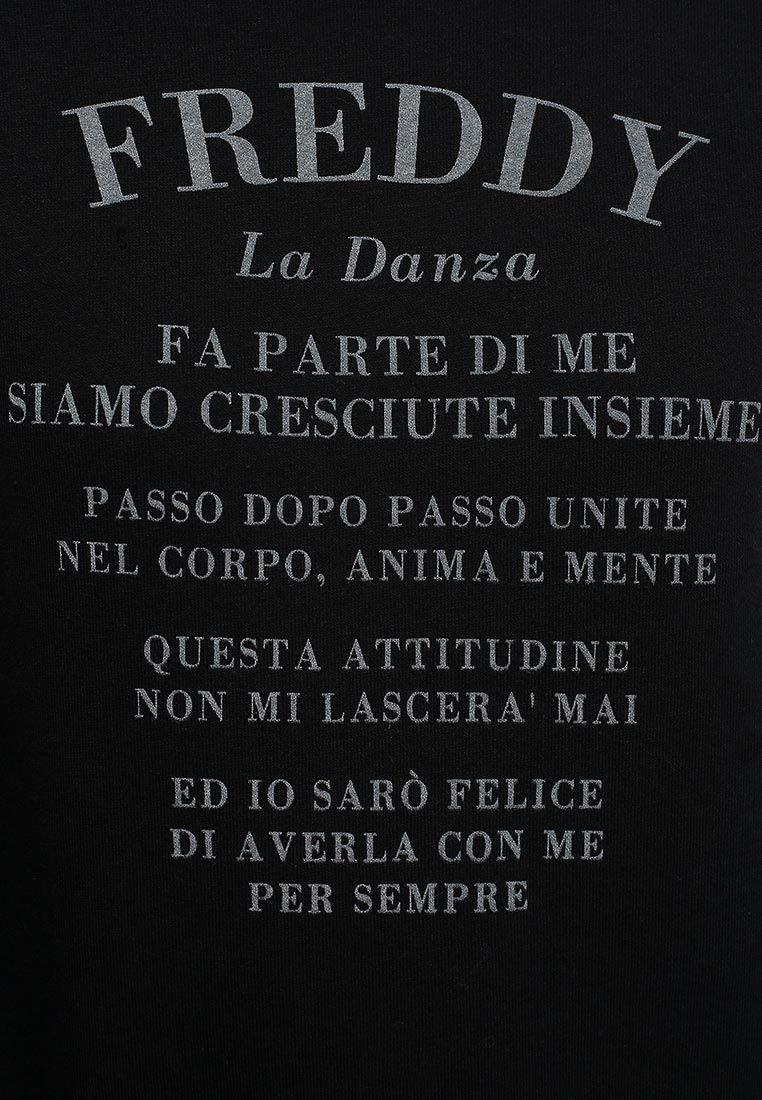 FREDDY
La Danza
FA PARTE DI ME
SIAMO CRESCIUTE INSIEME
PASSO DOPO PASSO UNITE
NEL CORPO, ANIMA E MENTE
QUESTA ATTITUDINE
NON MI LASCERA' MAI
ED IO SARÒ FELICE
DI AVERLA CON ME
PER SEMPRE